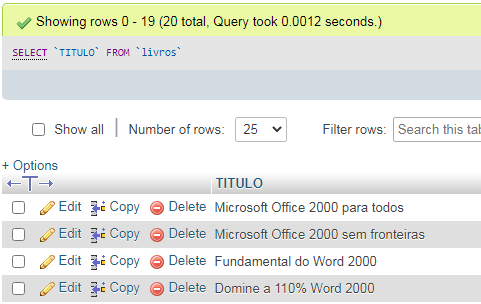 Showing rows 0 - 19 (20 total, Query took 0.0012 seconds.)
SELECT `TITULO` FROM `livros`
Show all | Number of rows: 25 Filter rows: Search this tab
+ Options
←T→ TITULO
Edit Copy Delete Microsoft Office 2000 para todos
Edit Copy Delete Microsoft Office 2000 sem fronteiras
Edit Copy Delete Fundamental do Word 2000
Edit Copy Delete Domine a 110% Word 2000